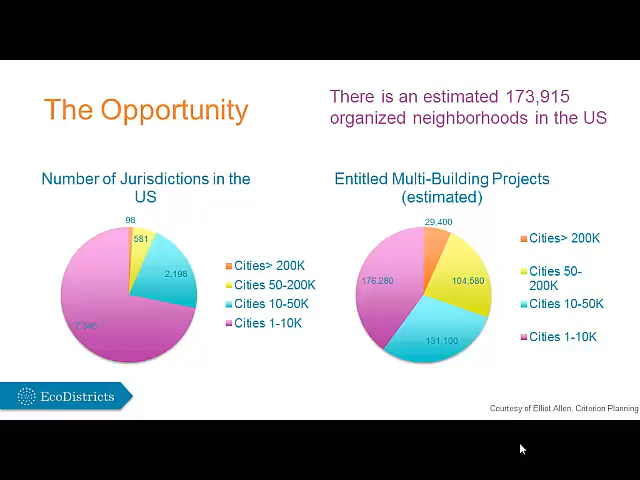 The Opportunity
There is an estimated 173,915
organized neighborhoods in the US
Number of Jurisdictions in the
US
98
581
2,198
Cities> 200K
Cities 50-200K
Cities 10-50K
Cities 1-10K
Entitled Multi-Building Projects
(estimated)
29,400
104,580
131,100
176,280
Cities> 200K
Cities 50-
200K
Cities 10-50K
Cities 1-10K
EcoDistricts
Courtesy of Elliot Allen, Criterion Planning